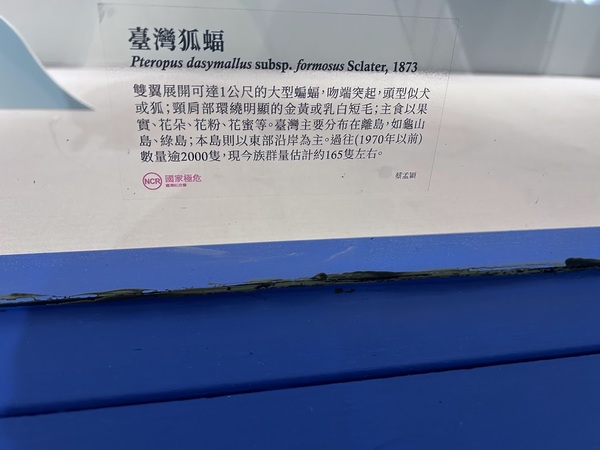 臺灣狐蝠
Pteropus dasymallus subsp. formosus Sclater, 1873
雙翼展開可達1公尺的大型蝙蝠，吻端突起，頭型似犬
或狐；頸肩部環繞明顯的金黃或乳白短毛；主食以果
實、花朵、花粉、花蜜等。臺灣主要分布在離島，如龜山
島、綠島；本島則以東部沿岸為主。過往(1970年以前)
數量逾2000隻，現今族群量估計約165隻左右。
NCR 國家極危